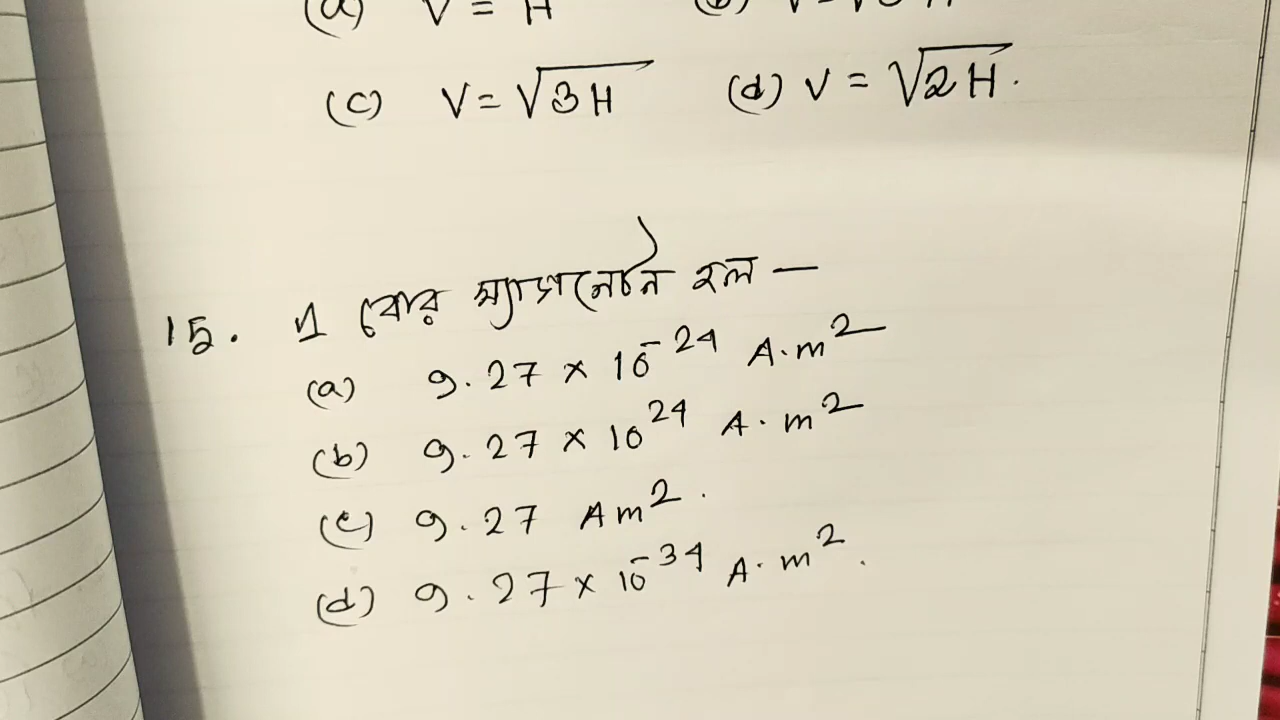 (a) V = H (b)
(c) V = √3H (d) V = √2H.
15. 1 বোর ম্যাগনেটন হল —
(a) 9.27 × 10⁻²⁴ A.m²
(b) 9.27 × 10²⁴ A.m²
(c) 9.27 Am².
(d) 9.27 × 10⁻³⁴ A.m².